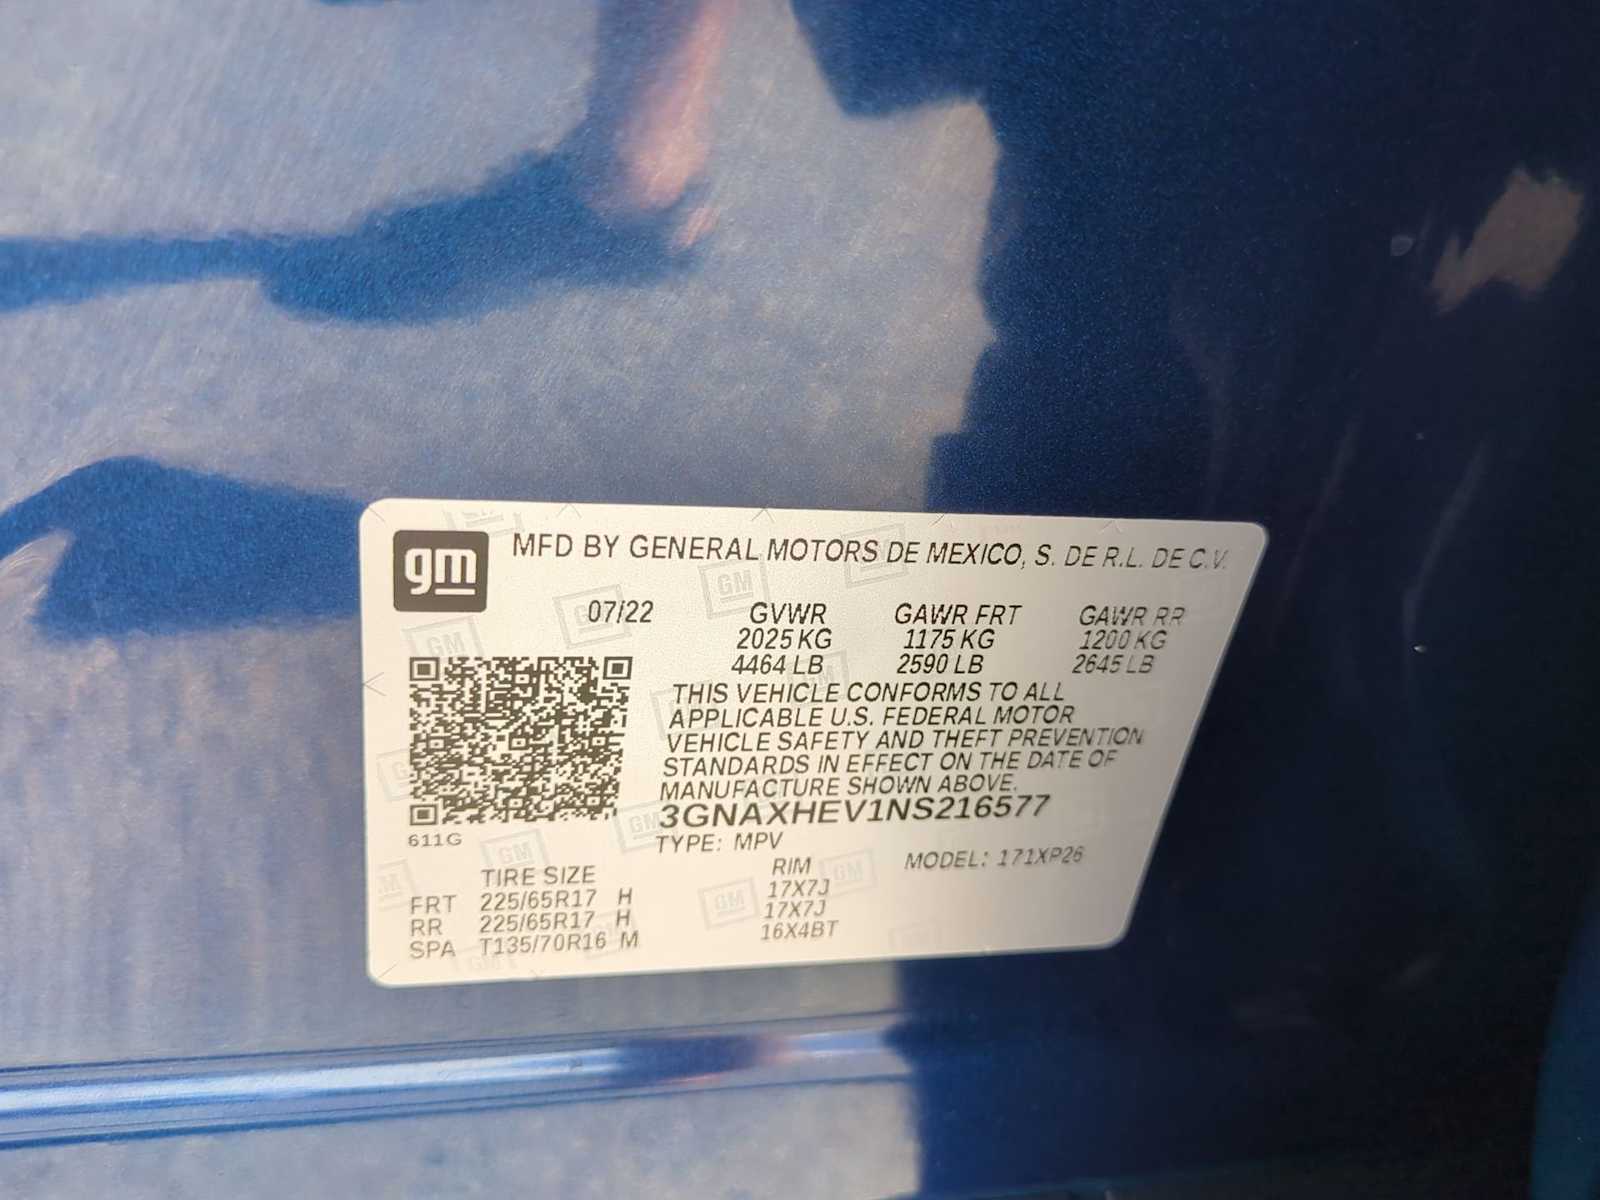 gm
MFD BY GENERAL MOTORS DE MEXICO, S. DE R.L. DE C.V.
07/22 GVWR GAWR FRT GAWR RR
2025 KG 1175 KG 1200 KG
4464 LB 2590 LB 2645 LB
THIS VEHICLE CONFORMS TO ALL
APPLICABLE U.S. FEDERAL MOTOR
VEHICLE SAFETY AND THEFT PREVENTION
STANDARDS IN EFFECT ON THE DATE OF
MANUFACTURE SHOWN ABOVE.
3GNAXHEV1NS216577
611G
TYPE: MPV
MODEL: 171XP26
TIRE SIZE RIM
FRT 225/65R17 H 17X7J
RR 225/65R17 H 17X7J
SPA T135/70R16 M 16X4BT